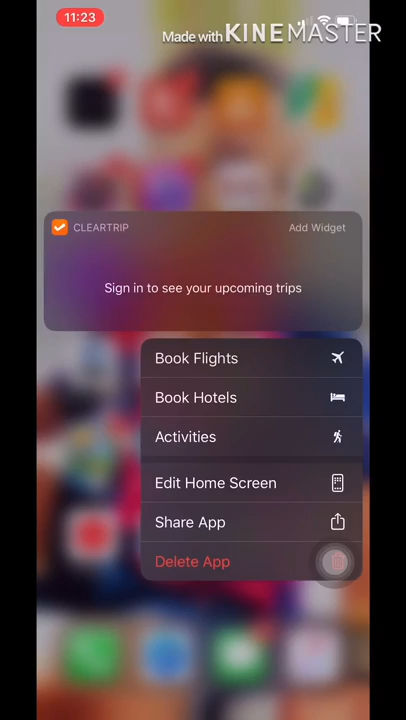 11:23
Made with KINEMASTER
CLEARTRIP
Add Widget
Sign in to see your upcoming trips
Book Flights
Book Hotels
Activities
Edit Home Screen
Share App
Delete App